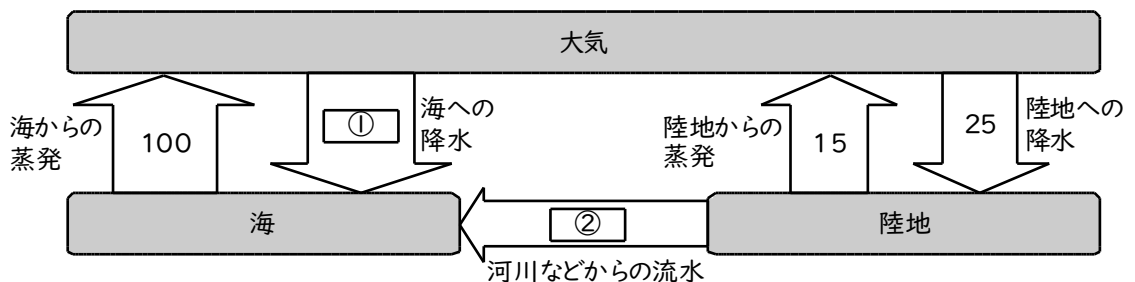 大気
海からの
蒸発
100
①
海への
降水
陸地からの
蒸発
15
25
陸地への
降水
海
②
陸地
河川などからの流水